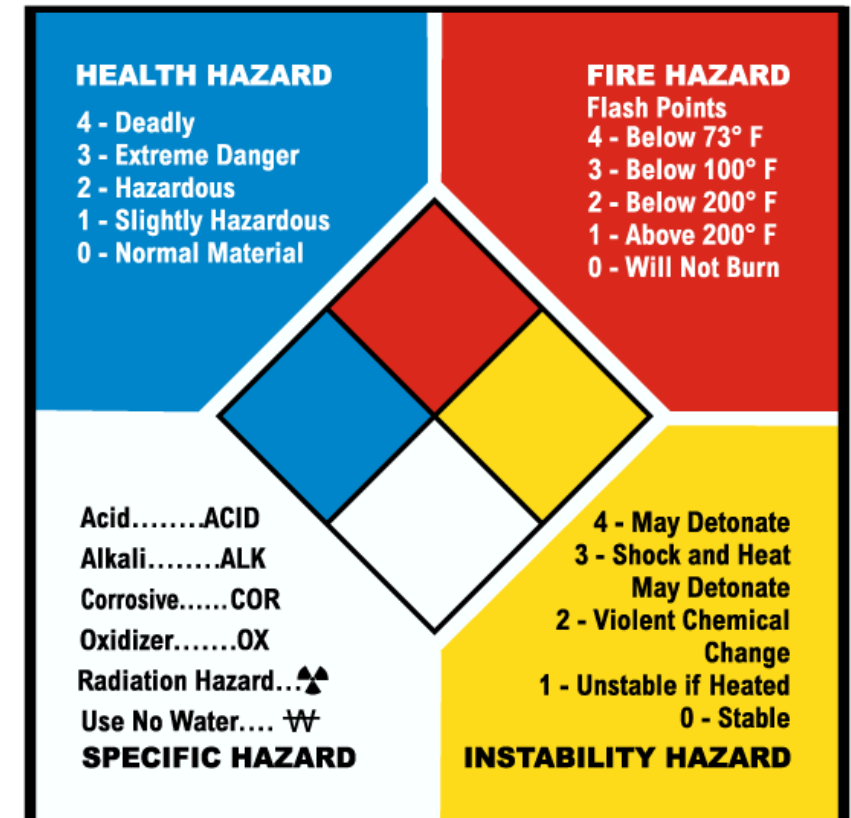 HEALTH HAZARD
4 - Deadly
3 - Extreme Danger
2 - Hazardous
1 - Slightly Hazardous
0 - Normal Material
FIRE HAZARD
Flash Points
4 - Below 73° F
3 - Below 100° F
2 - Below 200° F
1 - Above 200° F
0 - Will Not Burn
Acid........ACID
Alkali........ALK
Corrosive......COR
Oxidizer.......OX
Radiation Hazard...☢
Use No Water.... W̶
SPECIFIC HAZARD
4 - May Detonate
3 - Shock and Heat
May Detonate
2 - Violent Chemical
Change
1 - Unstable if Heated
0 - Stable
INSTABILITY HAZARD